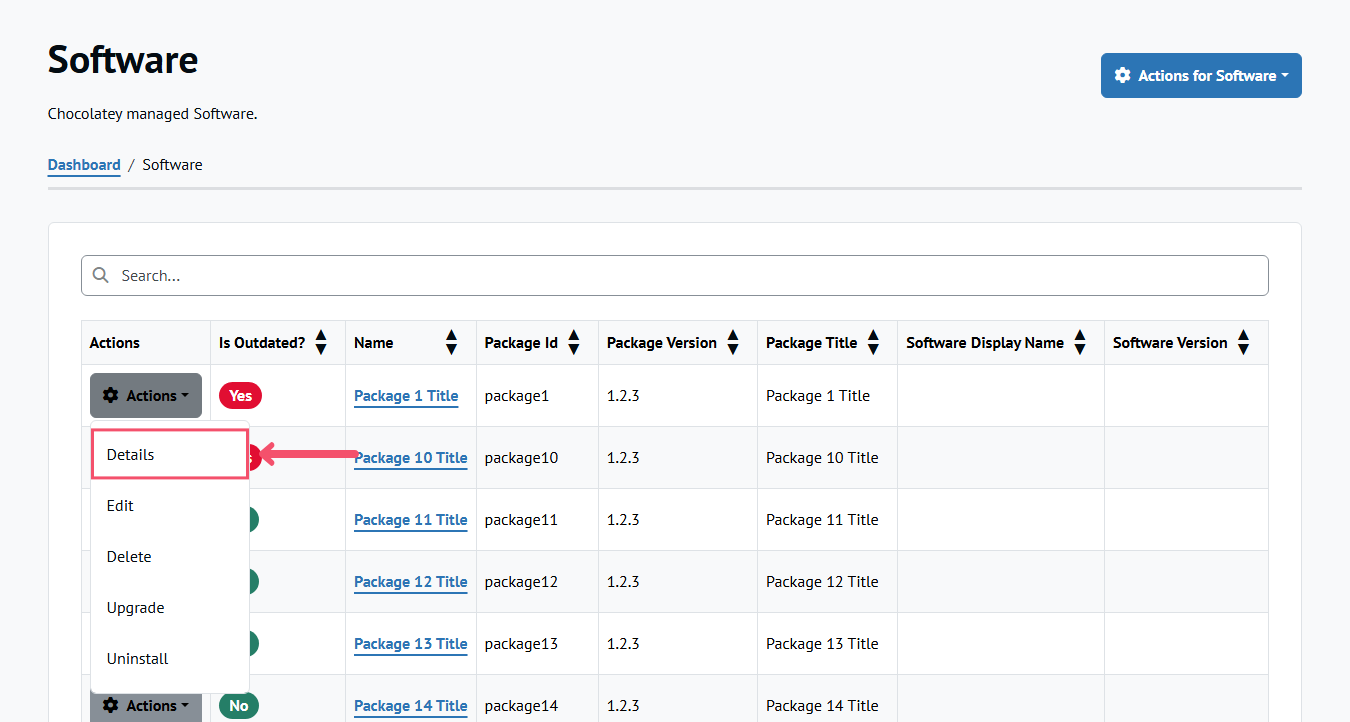 Software
Actions for Software
Chocolatey managed Software.
Dashboard / Software
Search...
Actions Is Outdated? Name Package Id Package Version Package Title Software Display Name Software Version
Actions Yes Package 1 Title package1 1.2.3 Package 1 Title
Details Package 10 Title package10 1.2.3 Package 10 Title
Edit Package 11 Title package11 1.2.3 Package 11 Title
Delete Package 12 Title package12 1.2.3 Package 12 Title
Upgrade Package 13 Title package13 1.2.3 Package 13 Title
Uninstall
Actions No Package 14 Title package14 1.2.3 Package 14 Title